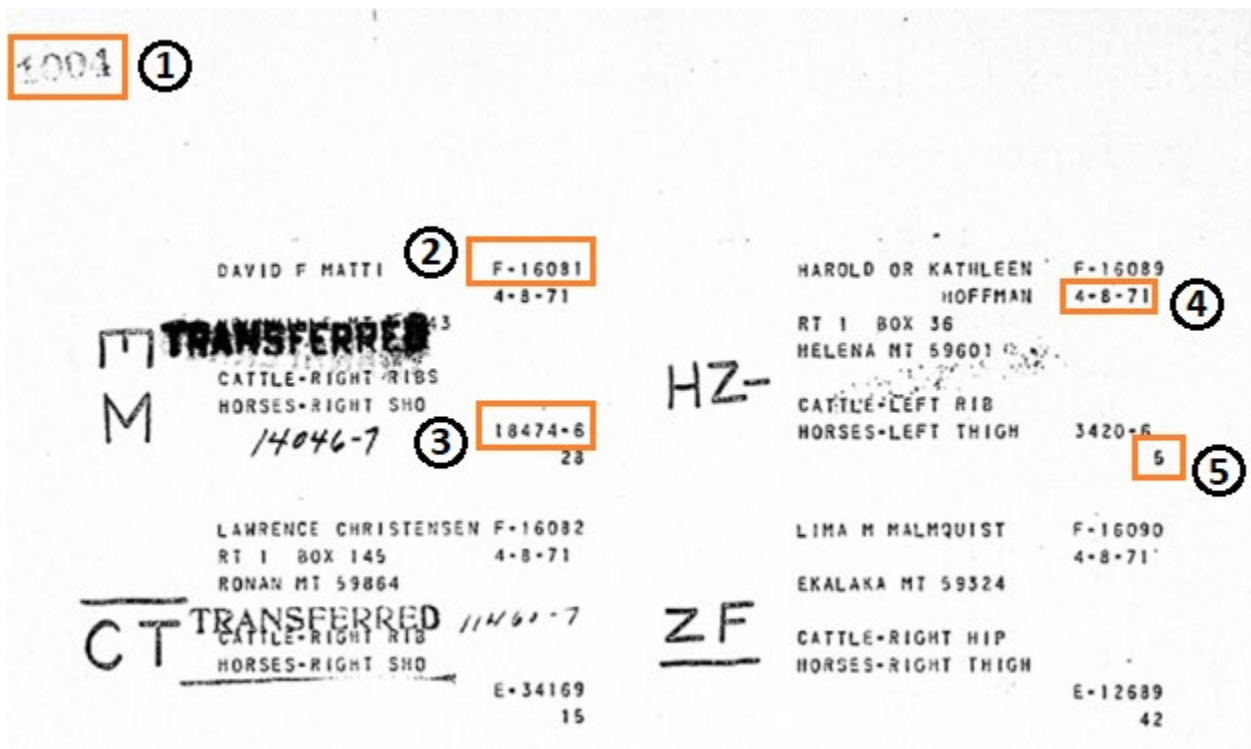 1004 1
2
DAVID F MATTI F-16081
4-8-71
43
TRANSFERRED
CATTLE-RIGHT RIBS
HORSES-RIGHT SHO
14046-7
3
18474-6
28
E
M
LAWRENCE CHRISTENSEN F-16082
RT 1 BOX 145 4-8-71
RONAN MT 59864
TRANSFERRED 11460-7
CATTLE-RIGHT RIB
HORSES-RIGHT SHO
E-34169
15
CT
HAROLD OR KATHLEEN F-16089
HOFFMAN 4-8-71 4
RT 1 BOX 36
HELENA MT 59601
HZ-
CATTLE-LEFT RIB
HORSES-LEFT THIGH 3420-6
5 5
LIMA M MALMQUIST F-16090
4-8-71
EKALAKA MT 59324
ZF
CATTLE-RIGHT HIP
HORSES-RIGHT THIGH
E-12689
42